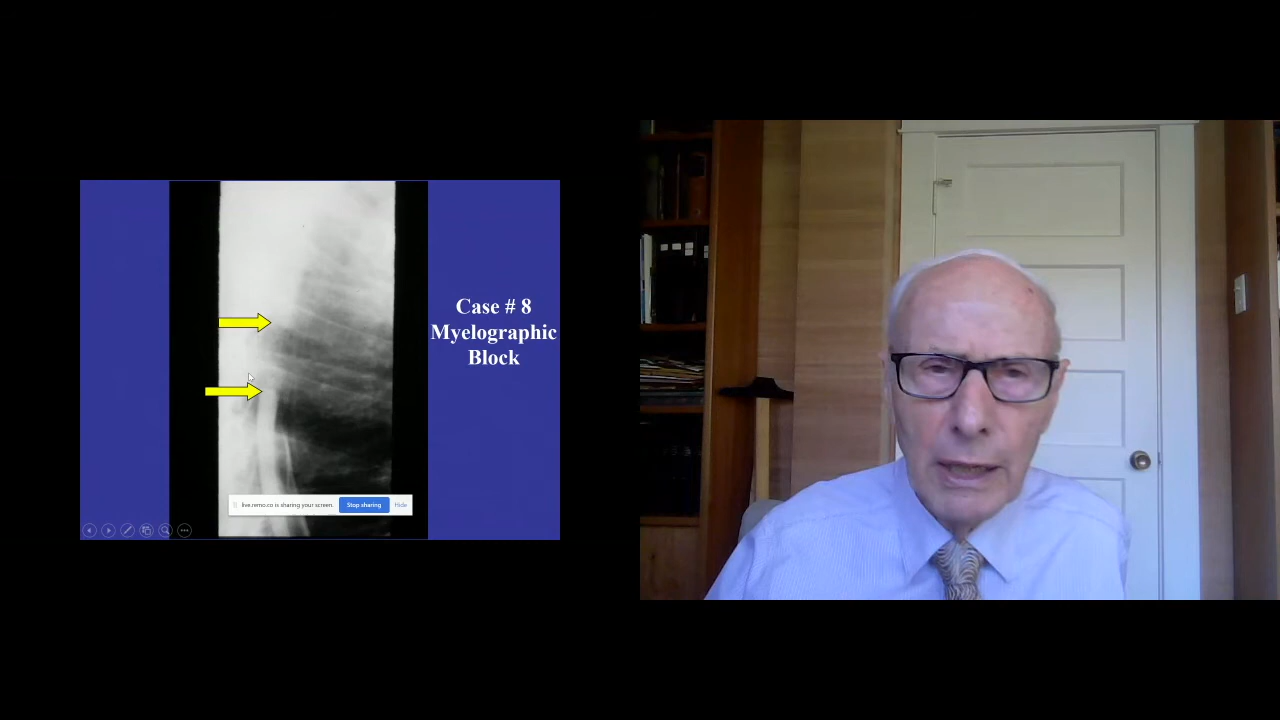 Case # 8
Myelographic
Block
live.remo.co is sharing your screen.
Stop sharing
Hide